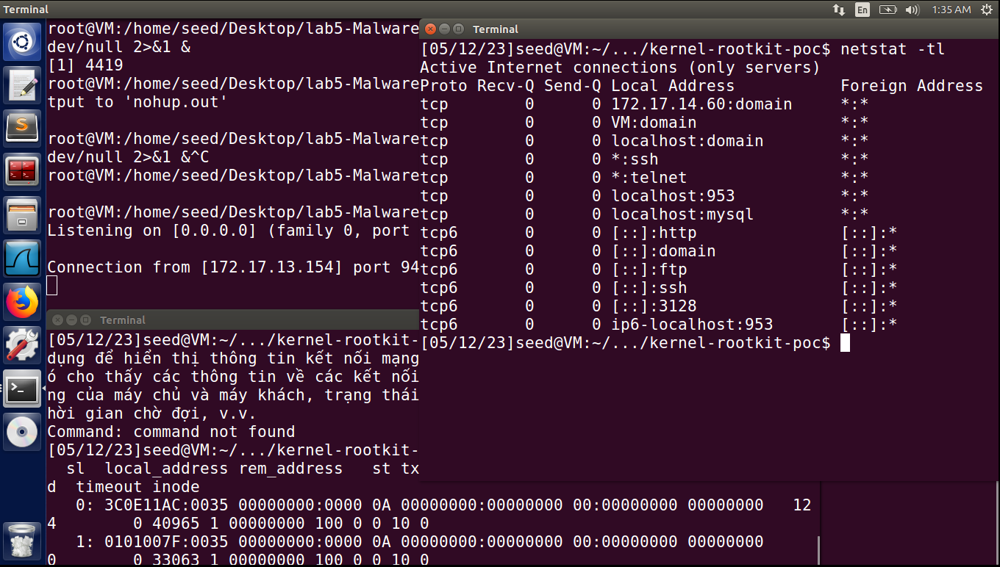 Terminal
En
1:35 AM
root@VM:/home/seed/Desktop/lab5-Malware
dev/null 2>&1 &
[1] 4419
root@VM:/home/seed/Desktop/lab5-Malware
tput to 'nohup.out'
root@VM:/home/seed/Desktop/lab5-Malware
dev/null 2>&1 &^C
root@VM:/home/seed/Desktop/lab5-Malware
root@VM:/home/seed/Desktop/lab5-Malware
Listening on [0.0.0.0] (family 0, port
Connection from [172.17.13.154] port 94
Terminal
[05/12/23]seed@VM:~/.../kernel-rootkit-poc$ netstat -tl
Active Internet connections (only servers)
Proto Recv-Q Send-Q Local Address Foreign Address
tcp 0 0 172.17.14.60:domain *:*
tcp 0 0 VM:domain *:*
tcp 0 0 localhost:domain *:*
tcp 0 0 *:ssh *:*
tcp 0 0 *:telnet *:*
tcp 0 0 localhost:953 *:*
tcp 0 0 localhost:mysql *:*
tcp6 0 0 [::]:http [::]:*
tcp6 0 0 [::]:domain [::]:*
tcp6 0 0 [::]:ftp [::]:*
tcp6 0 0 [::]:ssh [::]:*
tcp6 0 0 [::]:3128 [::]:*
tcp6 0 0 ip6-localhost:953 [::]:*
[05/12/23]seed@VM:~/.../kernel-rootkit-poc$
Terminal
[05/12/23]seed@VM:~/.../kernel-rootkit-
dụng để hiển thị thông tin kết nối mạng
ó cho thấy các thông tin về các kết nối
ng của máy chủ và máy khách, trạng thái
hời gian chờ đợi, v.v.
Command: command not found
[05/12/23]seed@VM:~/.../kernel-rootkit-
sl local_address rem_address st tx
d timeout inode
0: 3C0E11AC:0035 00000000:0000 0A 00000000:00000000 00:00000000 00000000 12
4 0 40965 1 00000000 100 0 0 10 0
1: 0101007F:0035 00000000:0000 0A 00000000:00000000 00:00000000 00000000
0 0 33063 1 00000000 100 0 0 10 0